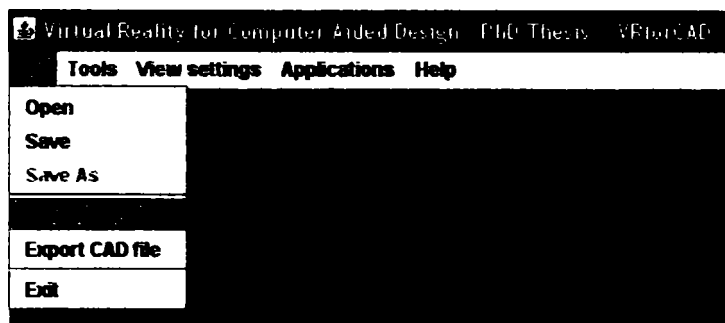 Virtual Reality for Computer Aided Design PhD Thesis VRforCAD
Tools View settings Applications Help
Open
Save
Save As
Export CAD file
Exit